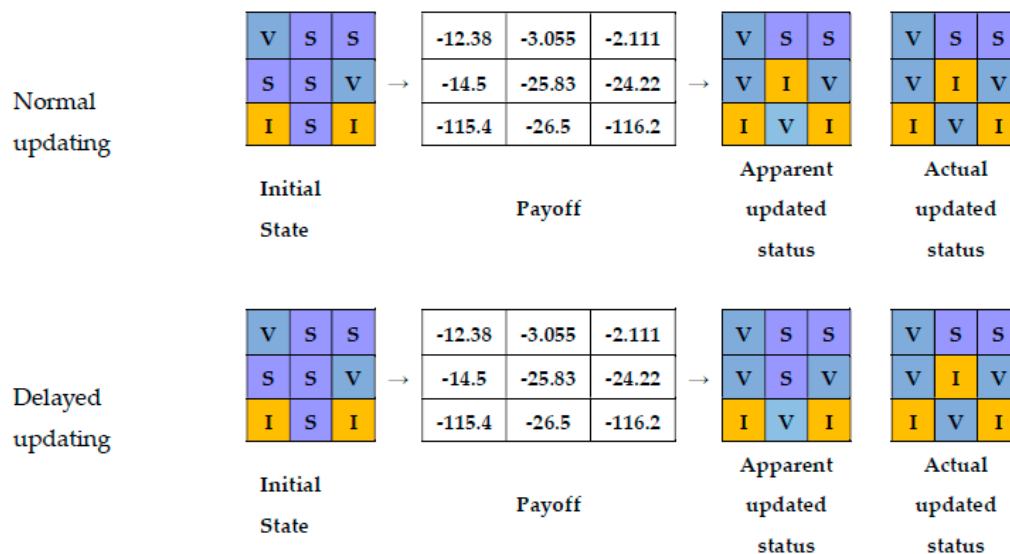 V S S -12.38 -3.055 -2.111 V S S V S S
S S V → -14.5 -25.83 -24.22 → V I V V I V
I S I -115.4 -26.5 -116.2 I V I I V I
Normal
updating
Initial
State
Payoff
Apparent
updated
status
Actual
updated
status
V S S -12.38 -3.055 -2.111 V S S V S S
S S V → -14.5 -25.83 -24.22 → V S V V I V
I S I -115.4 -26.5 -116.2 I V I I V I
Delayed
updating
Initial
State
Payoff
Apparent
updated
status
Actual
updated
status